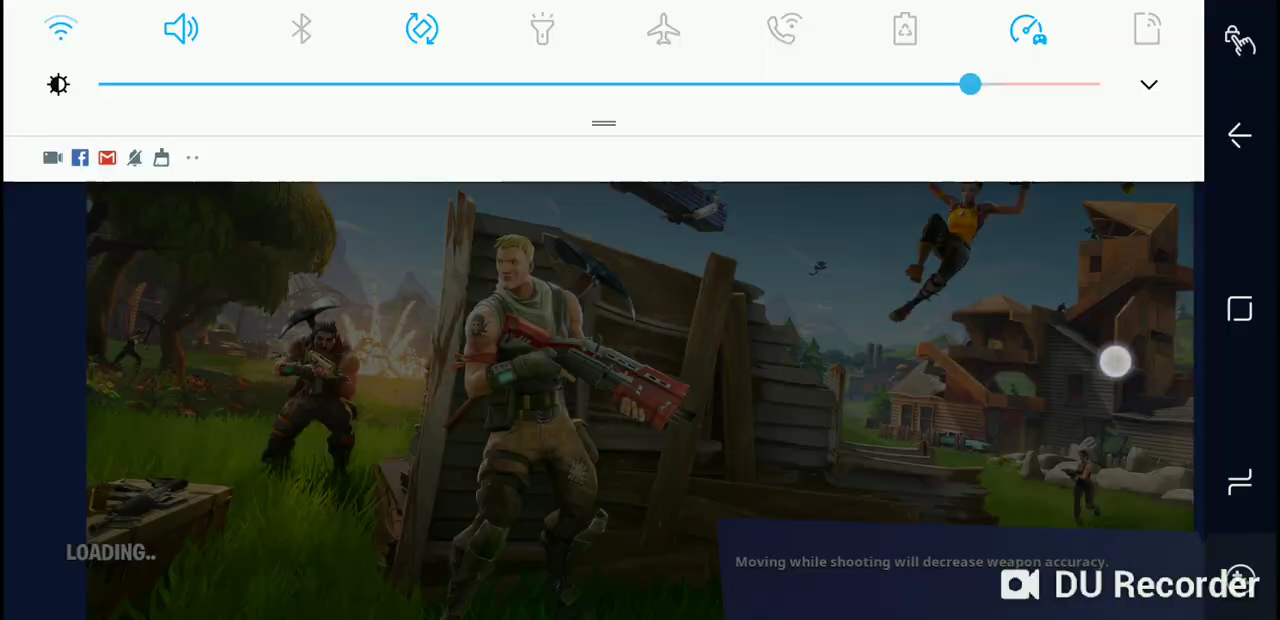 LOADING..
Moving while shooting will decrease weapon accuracy.
DU Recorder